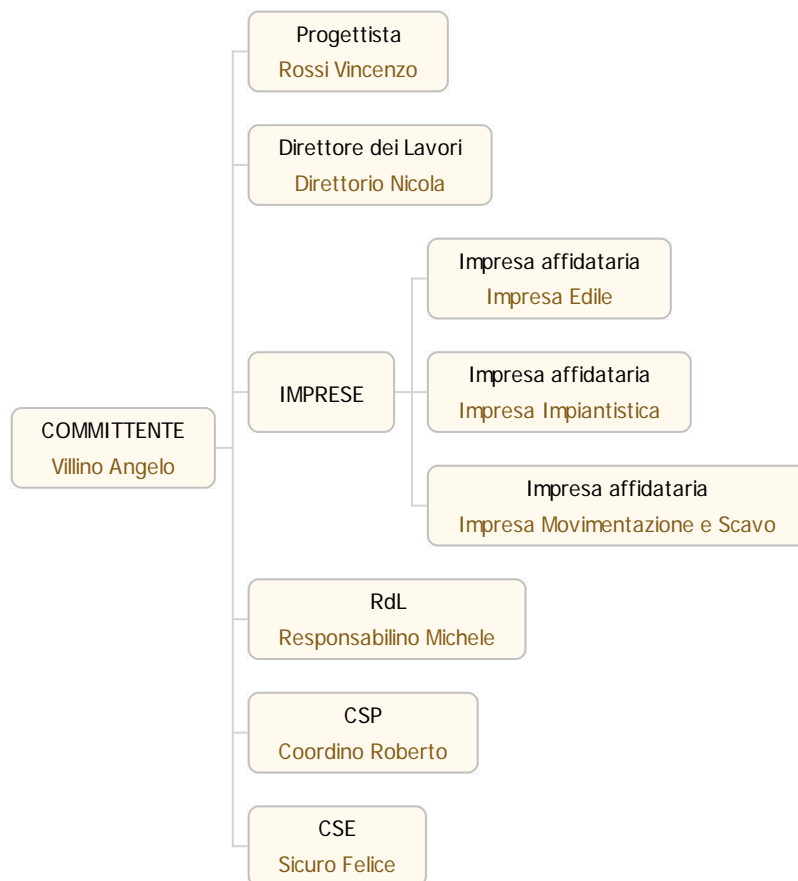 Progettista
Rossi Vincenzo
Direttore dei Lavori
Direttorio Nicola
Impresa affidataria
Impresa Edile
IMPRESE
Impresa affidataria
Impresa Impiantistica
COMMITTENTE
Villino Angelo
Impresa affidataria
Impresa Movimentazione e Scavo
RdL
Responsabilino Michele
CSP
Coordino Roberto
CSE
Sicuro Felice